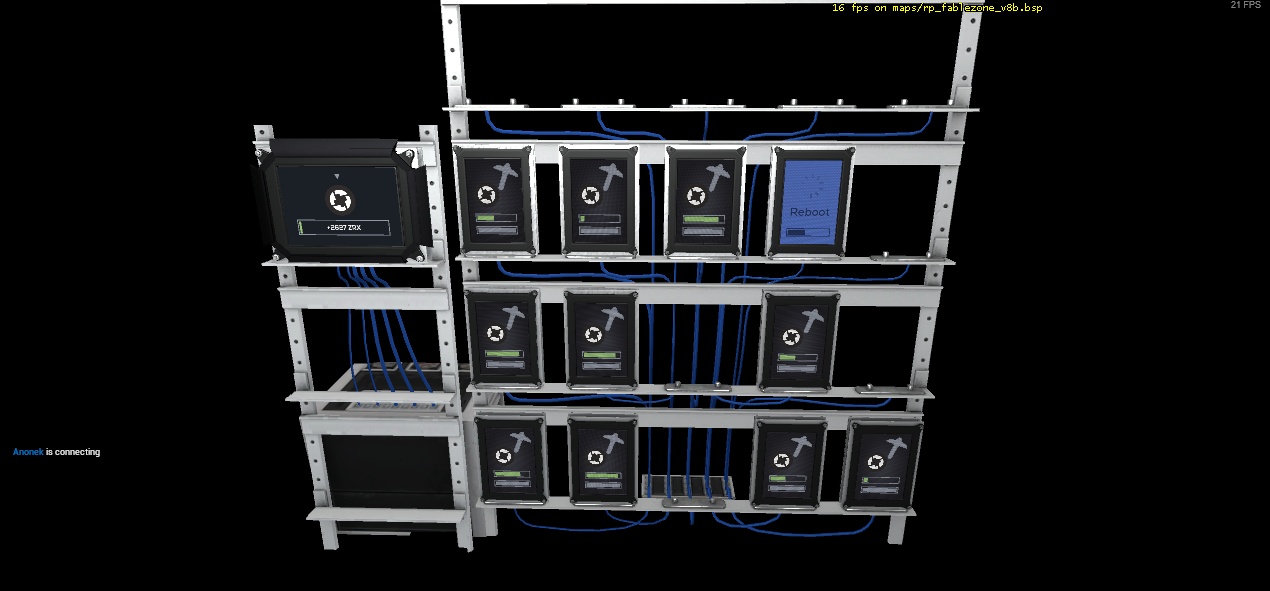 16 fps on maps/rp_fablezone_v8b.bsp
21 FPS
+2627 ZRX
Reboot
Anonek is connecting